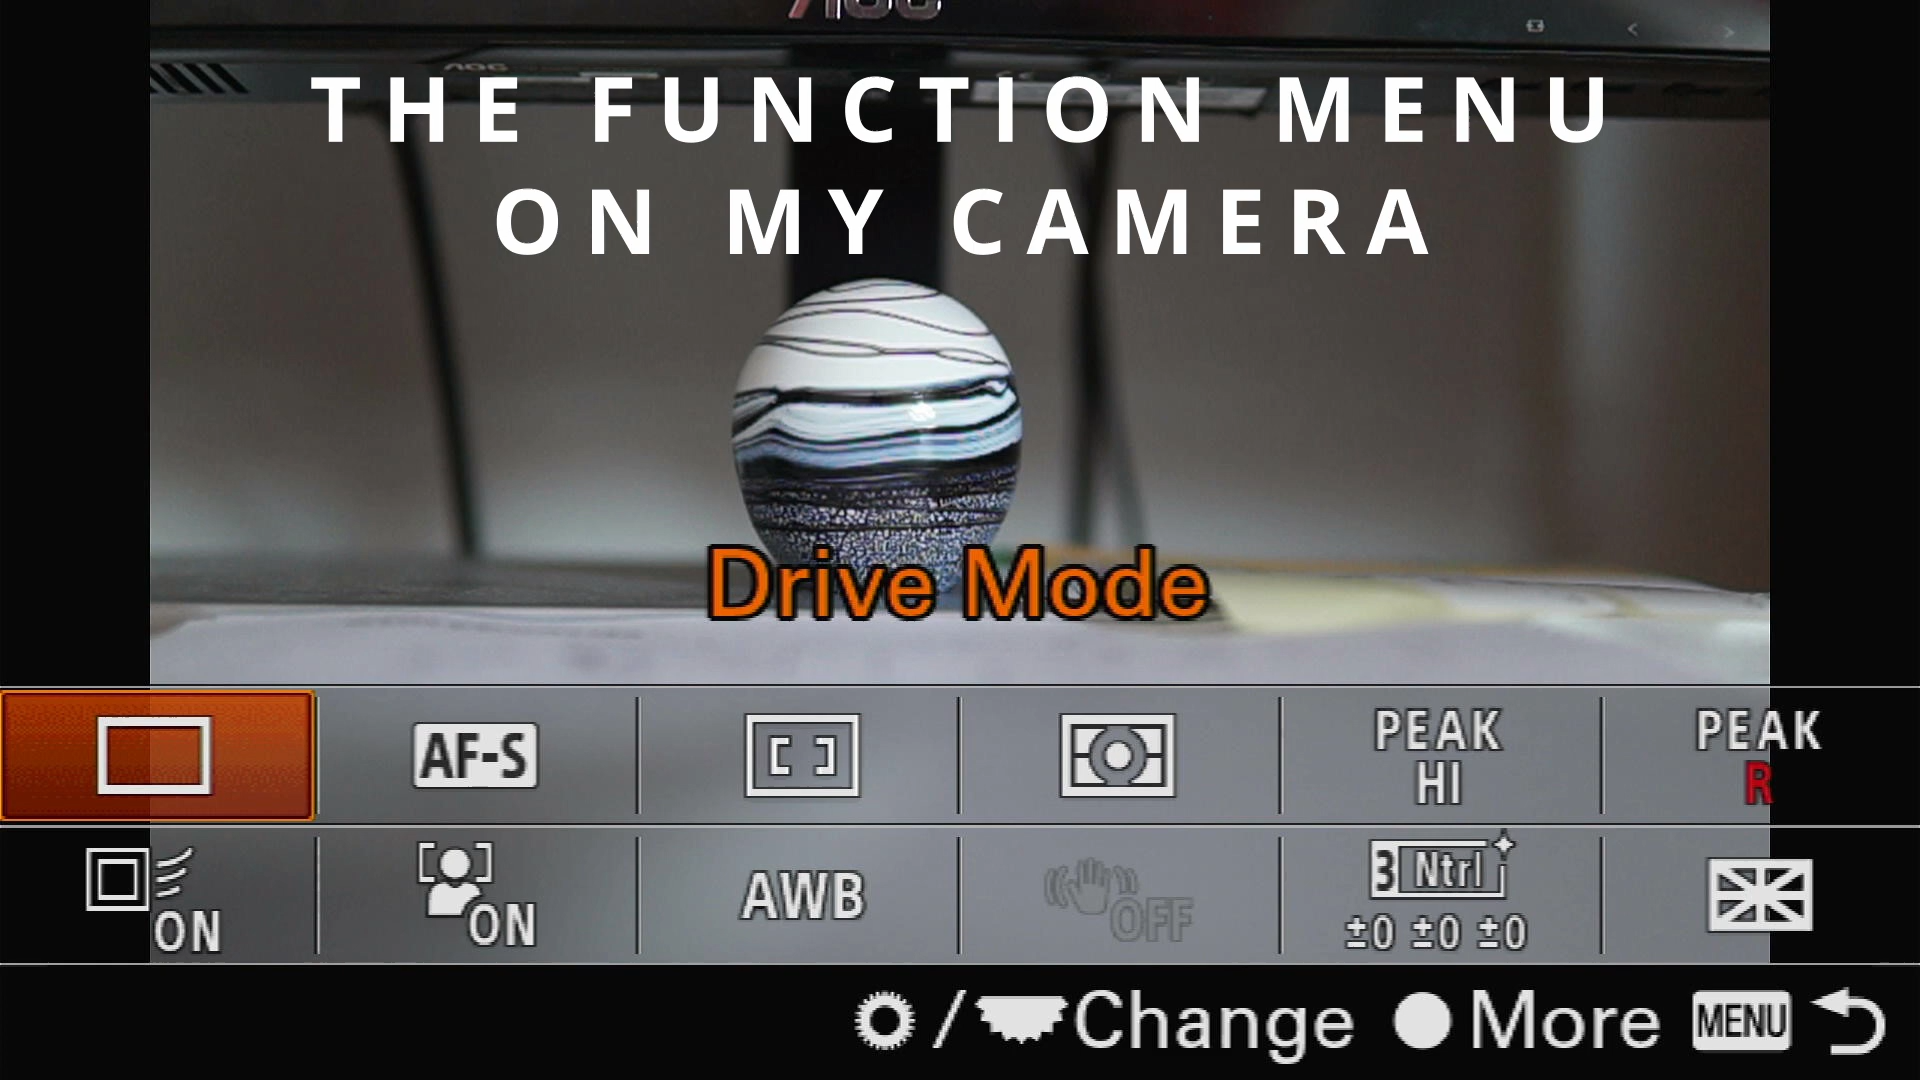 AOC
THE FUNCTION MENU
ON MY CAMERA
Drive Mode
AF-S
PEAK
HI
PEAK
R
ON
ON
AWB
OFF
3 Ntrl
±0 ±0 ±0
/ Change More MENU